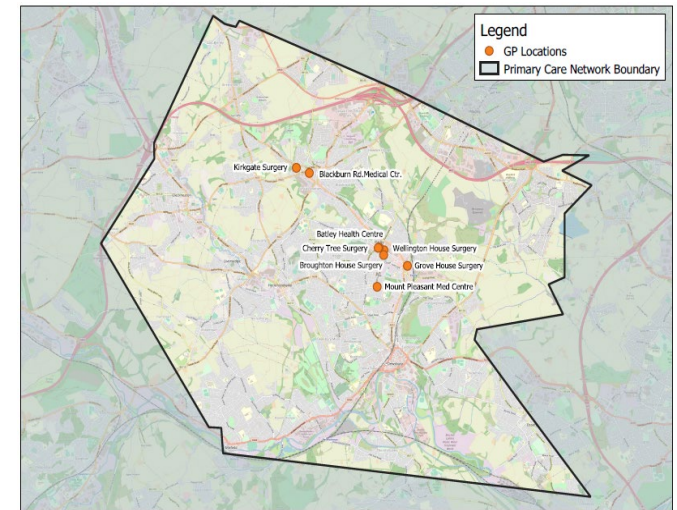 Legend
GP Locations
Primary Care Network Boundary
Kirkgate Surgery
Blackburn Rd.Medical Ctr.
Batley Health Centre
Cherry Tree Surgery
Wellington House Surgery
Broughton House Surgery
Grove House Surgery
Mount Pleasant Med Centre